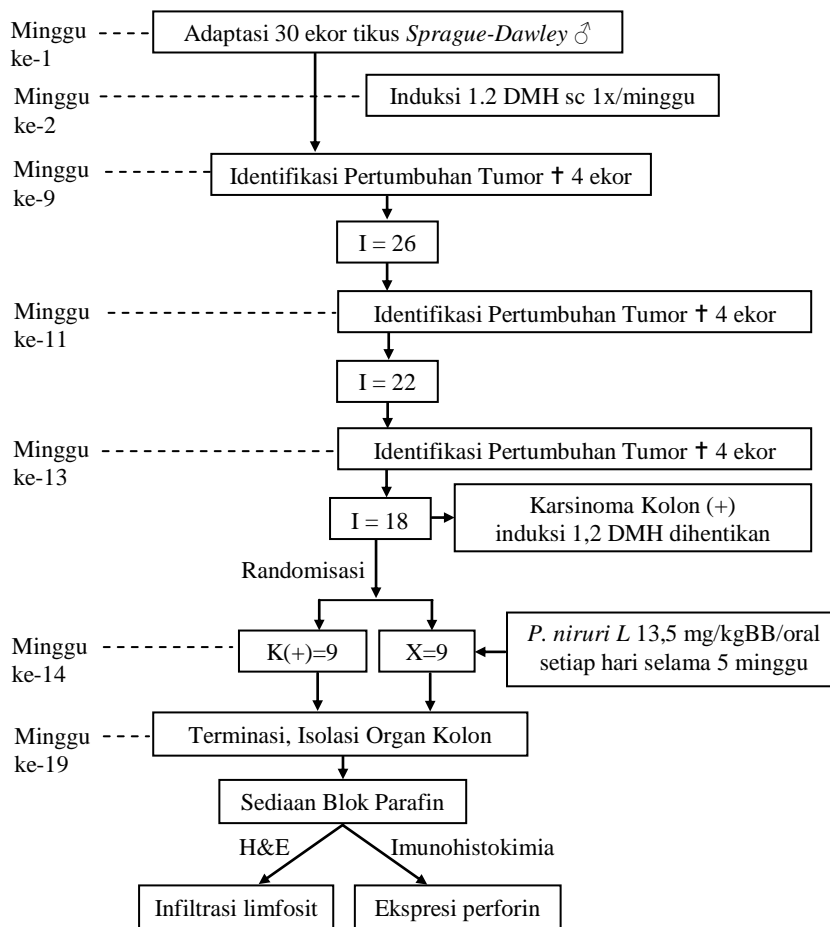 Minggu
ke-1
Adaptasi 30 ekor tikus Sprague-Dawley ♂
Minggu
ke-2
Induksi 1.2 DMH sc 1x/minggu
Minggu
ke-9
Identifikasi Pertumbuhan Tumor ✝ 4 ekor
I = 26
Minggu
ke-11
Identifikasi Pertumbuhan Tumor ✝ 4 ekor
I = 22
Minggu
ke-13
Identifikasi Pertumbuhan Tumor ✝ 4 ekor
I = 18
Karsinoma Kolon (+)
induksi 1,2 DMH dihentikan
Randomisasi
Minggu
ke-14
K(+)=9
X=9
P. niruri L 13,5 mg/kgBB/oral
setiap hari selama 5 minggu
Minggu
ke-19
Terminasi, Isolasi Organ Kolon
Sediaan Blok Parafin
H&E
Imunohistokimia
Infiltrasi limfosit
Ekspresi perforin